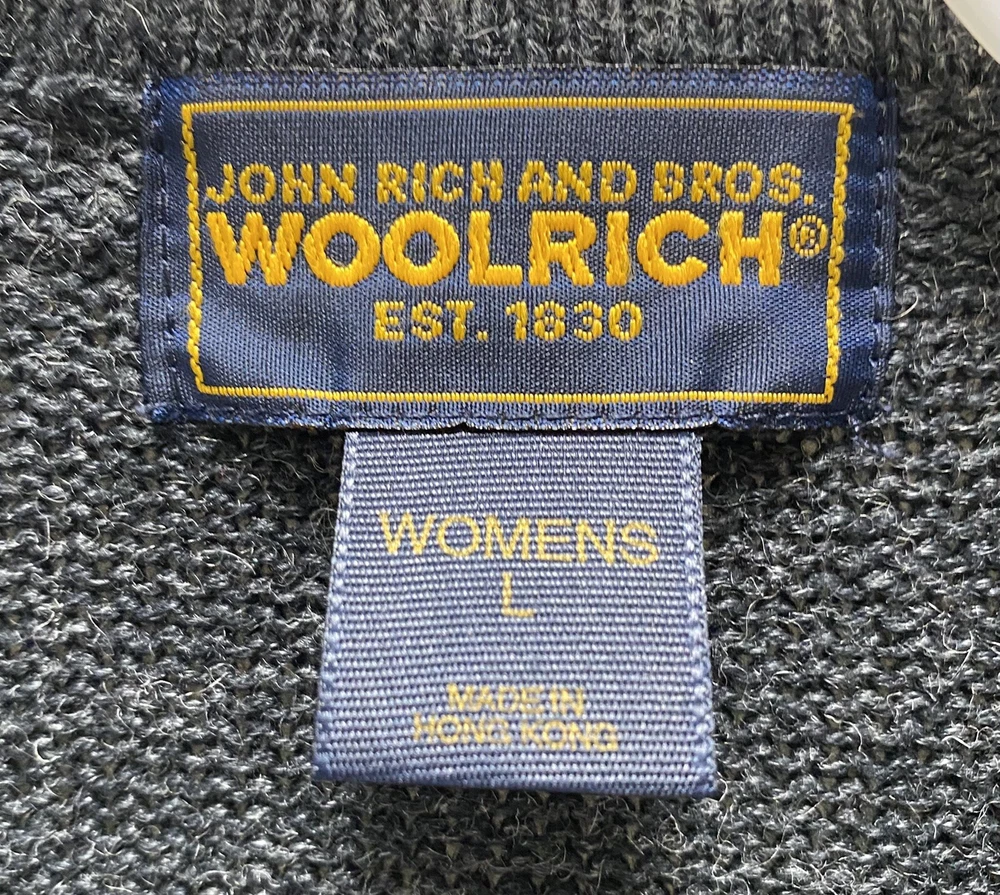 JOHN RICH AND BROS.
WOOLRICH®
EST. 1830
WOMENS
L
MADE IN
HONG KONG